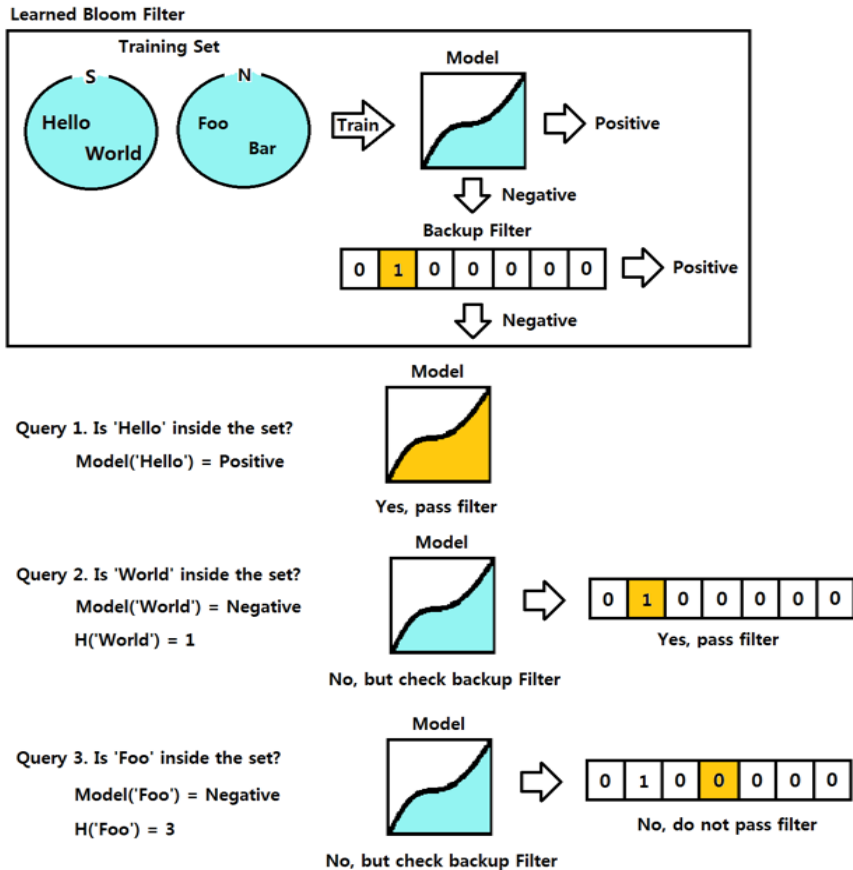 Learned Bloom Filter
Training Set
S
N
Model
Hello
World
Foo
Bar
Train
Positive
Negative
Backup Filter
0 1 0 0 0 0 0
Positive
Negative
Model
Query 1. Is 'Hello' inside the set?
Model('Hello') = Positive
Yes, pass filter
Model
Query 2. Is 'World' inside the set?
Model('World') = Negative
H('World') = 1
0 1 0 0 0 0 0
Yes, pass filter
No, but check backup Filter
Model
Query 3. Is 'Foo' inside the set?
Model('Foo') = Negative
H('Foo') = 3
0 1 0 0 0 0 0
No, do not pass filter
No, but check backup Filter